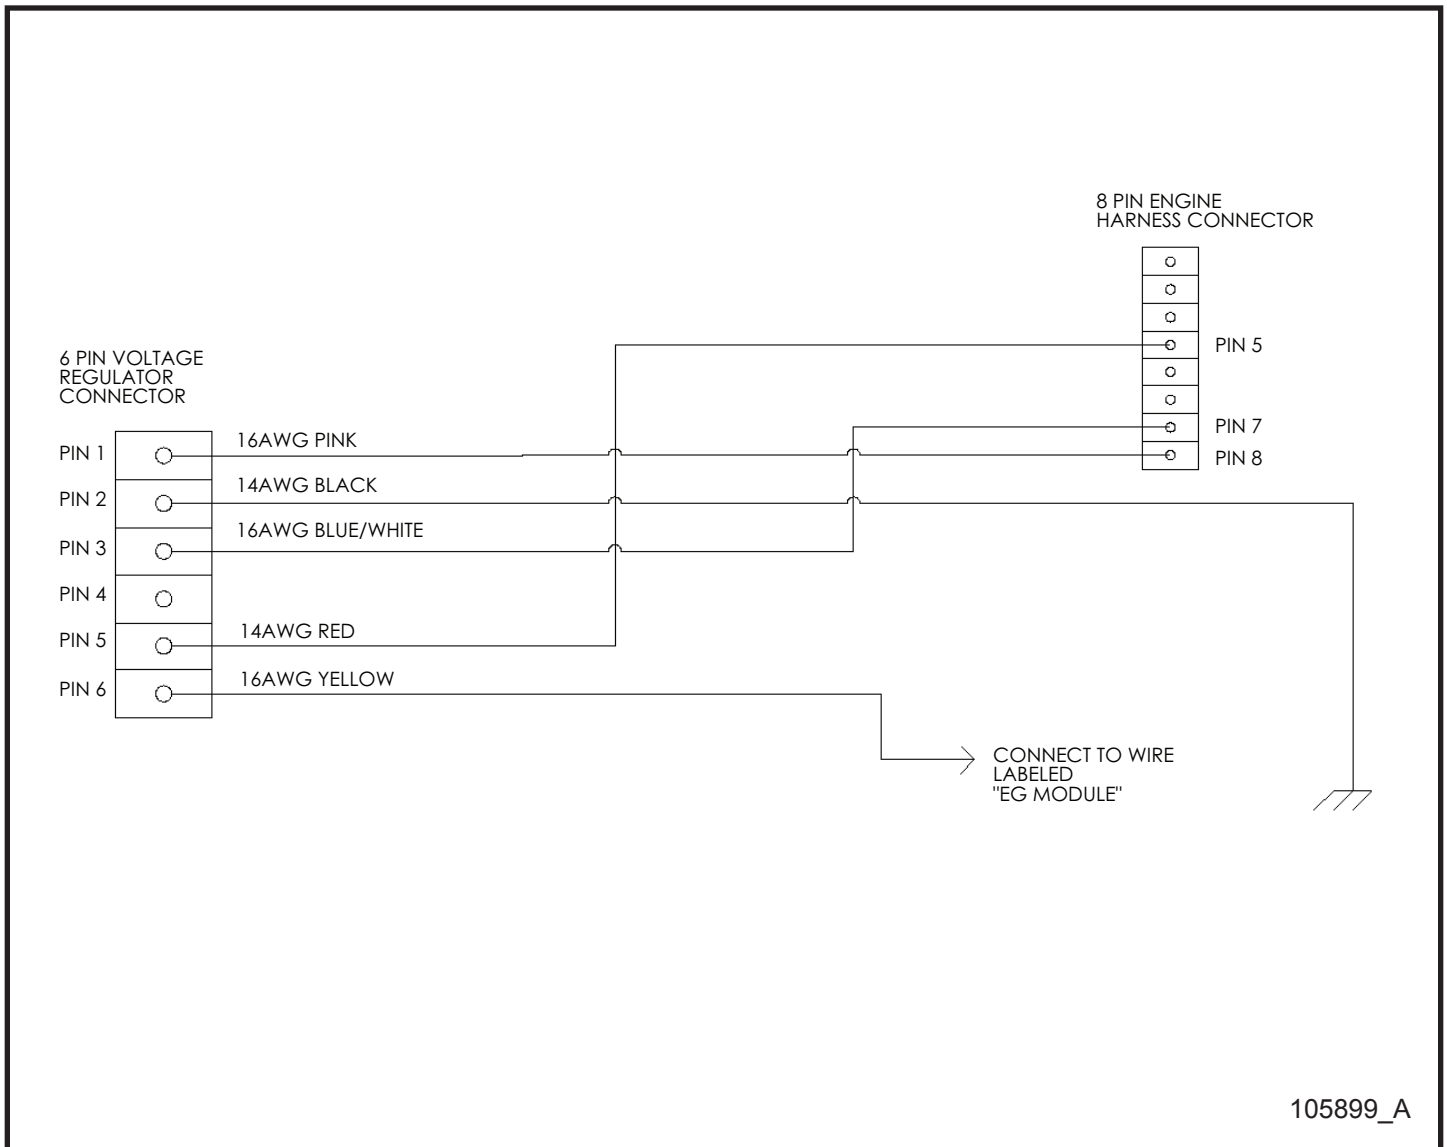 8 PIN ENGINE
HARNESS CONNECTOR
PIN 5
PIN 7
PIN 8
6 PIN VOLTAGE
REGULATOR
CONNECTOR
PIN 1
16AWG PINK
PIN 2
14AWG BLACK
PIN 3
16AWG BLUE/WHITE
PIN 4
PIN 5
14AWG RED
PIN 6
16AWG YELLOW
CONNECT TO WIRE
LABELED
"EG MODULE"
105899_A